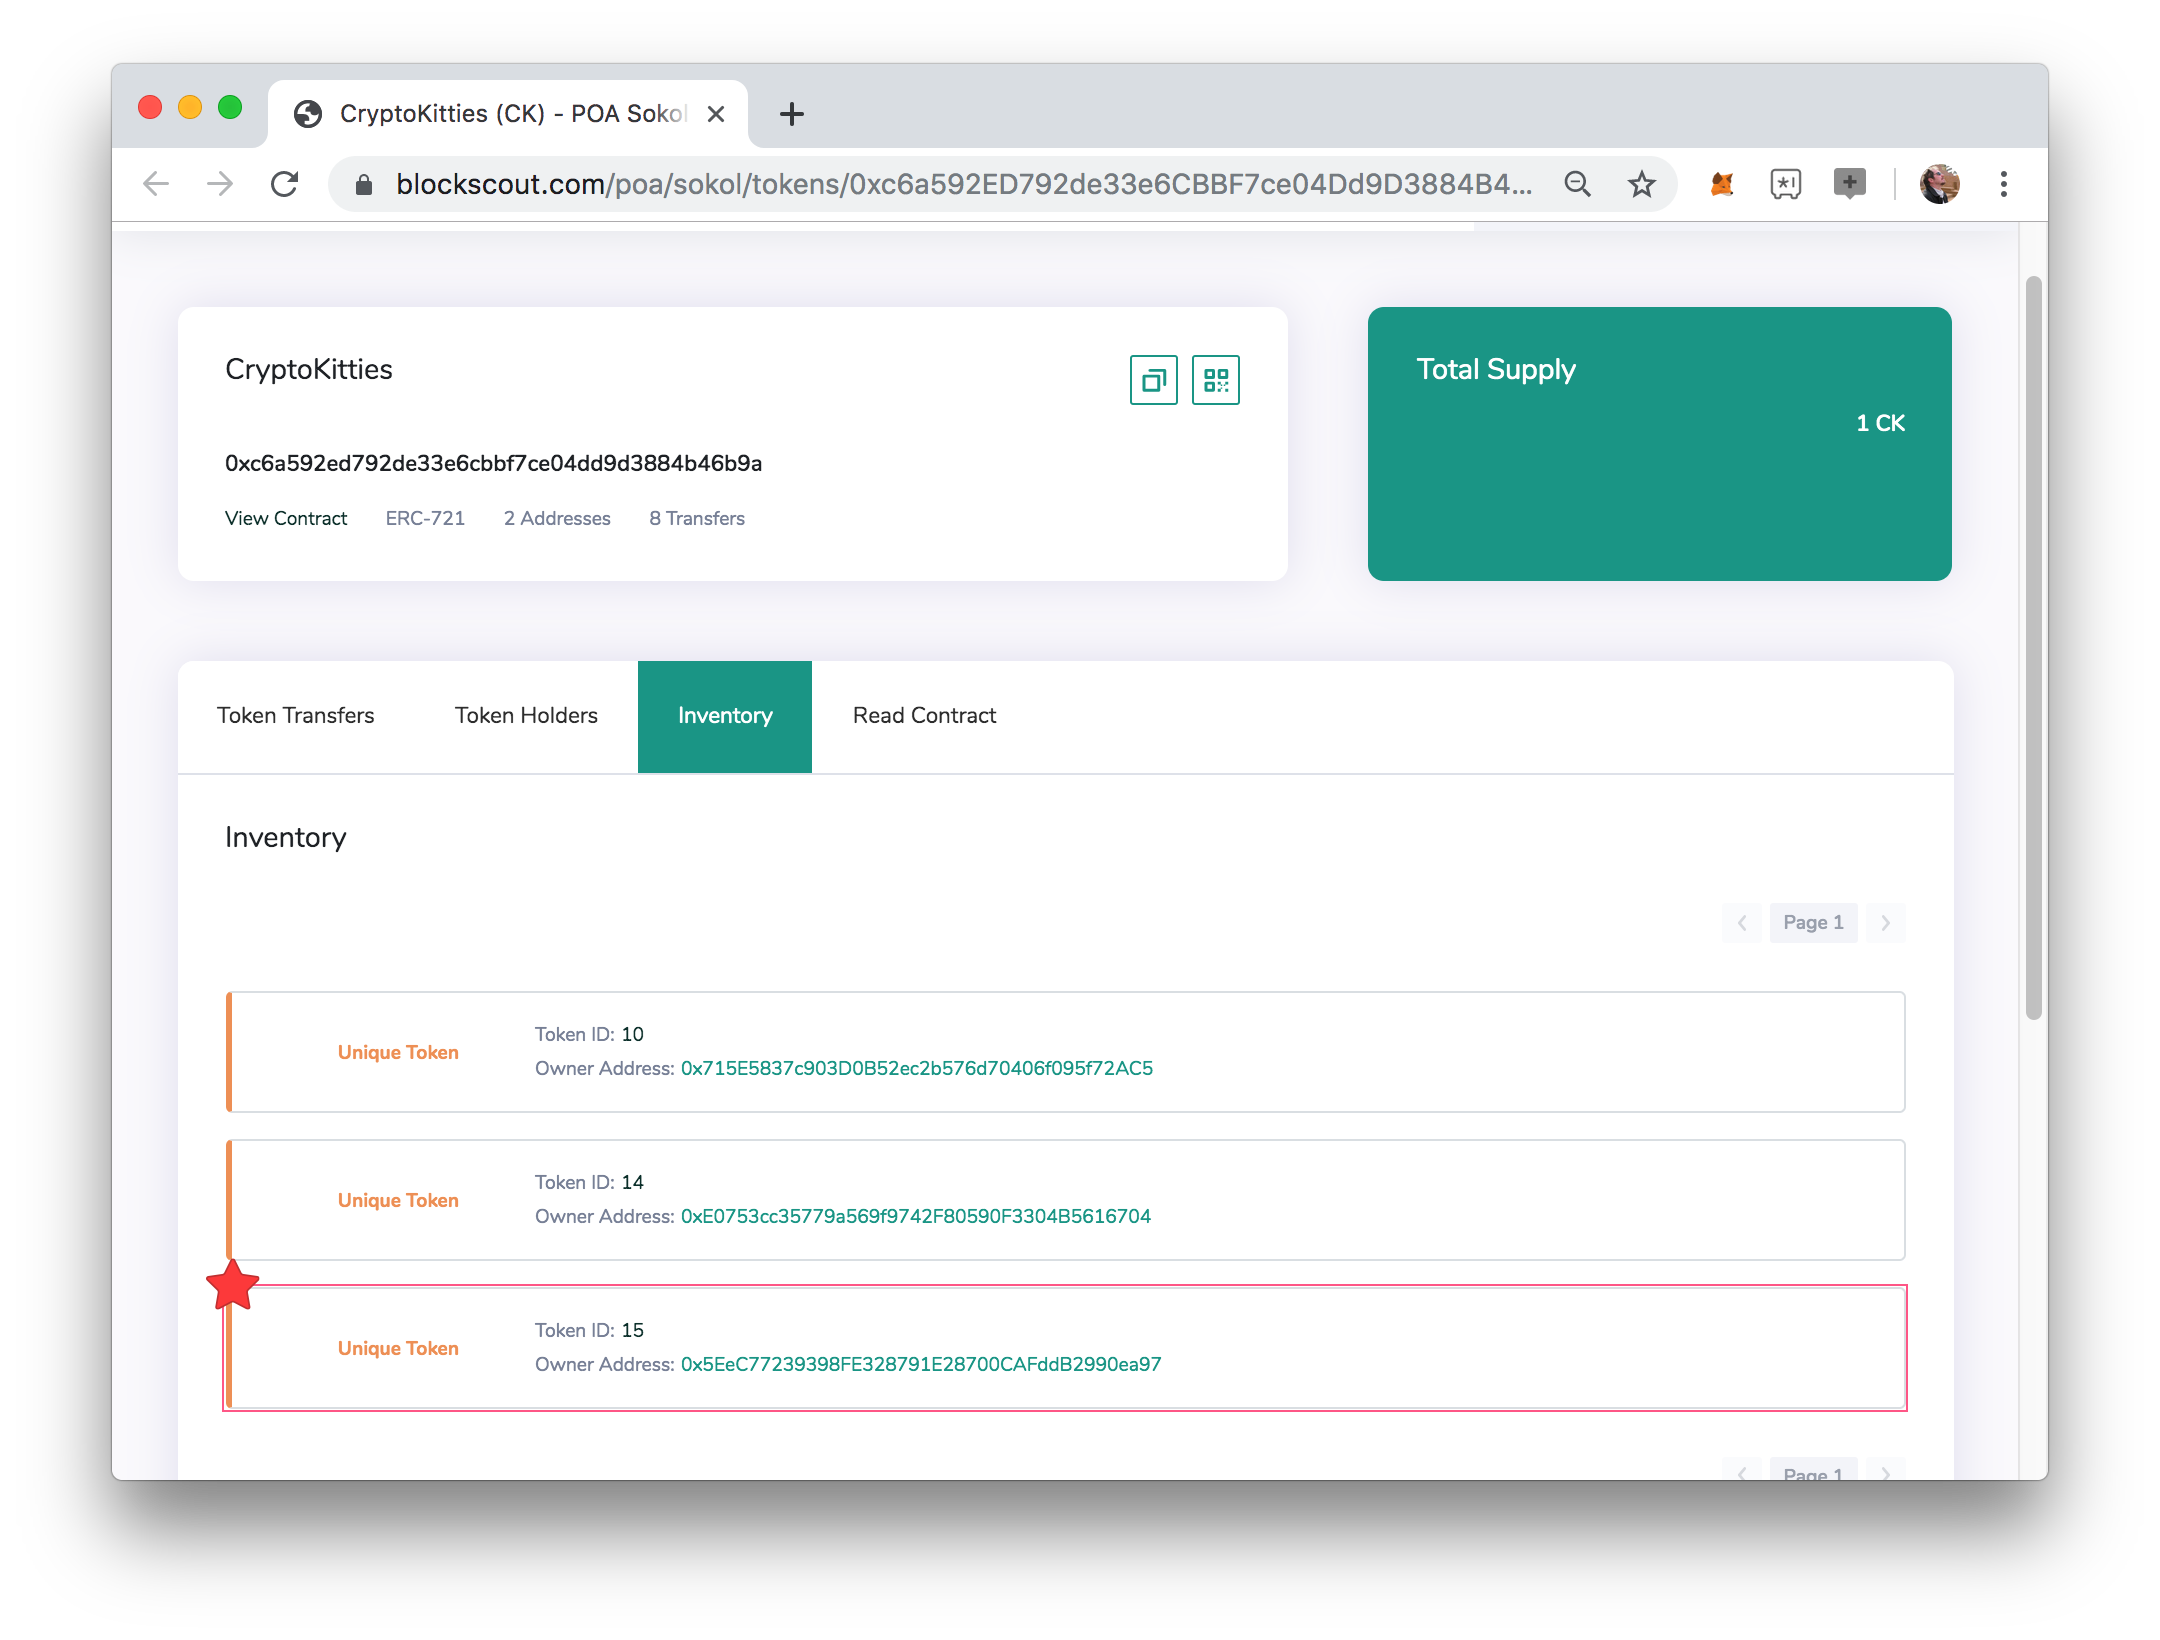 CryptoKitties (CK) - POA Sokol
blockscout.com/poa/sokol/tokens/0xc6a592ED792de33e6CBBF7ce04Dd9D3884B4...
CryptoKitties
0xc6a592ed792de33e6cbbf7ce04dd9d3884b46b9a
View Contract ERC-721 2 Addresses 8 Transfers
Total Supply
1 CK
Token Transfers Token Holders Inventory Read Contract
Inventory
Page 1
Unique Token
Token ID: 10
Owner Address: 0x715E5837c903D0B52ec2b576d70406f095f72AC5
Unique Token
Token ID: 14
Owner Address: 0xE0753cc35779a569f9742F80590F3304B5616704
Unique Token
Token ID: 15
Owner Address: 0x5EeC77239398FE328791E28700CAFddB2990ea97
Page 1